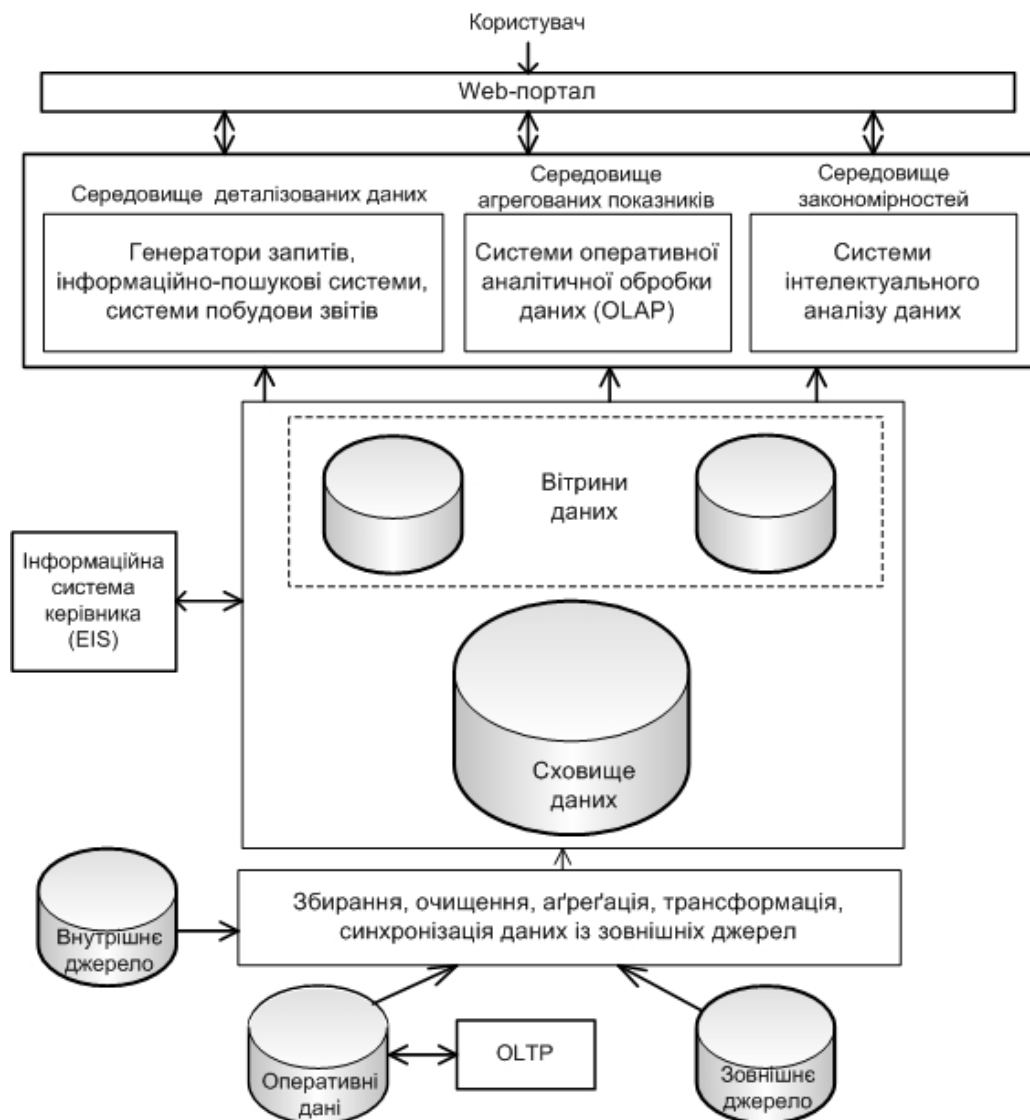 Користувач
Web-портал
Середовище деталізованих даних
Генератори запитів,
інформаційно-пошукові системи,
системи побудови звітів
Середовище
агрегованих показників
Системи оперативної
аналітичної обробки
даних (OLAP)
Середовище
закономірностей
Системи
інтелектуального
аналізу даних
Вітрини
даних
Інформаційна
система
керівника
(EIS)
Сховище
даних
Збирання, очищення, аґреґація, трансформація,
синхронізація даних із зовнішніх джерел
Внутрішнє
джерело
Оперативні
дані
OLTP
Зовнішнє
джерело